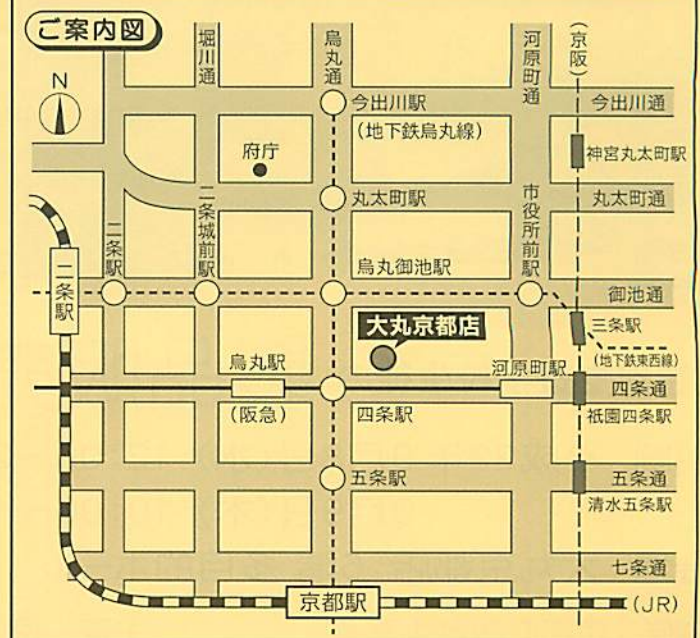 ご案内図
N
堀川通
烏丸通
河原町通
(京阪)
今出川駅
今出川通
(地下鉄烏丸線)
府庁
神宮丸太町駅
丸太町駅
丸太町通
二条駅
二条城前駅
市役所前駅
烏丸御池駅
二条駅
御池通
大丸京都店
三条駅
(地下鉄東西線)
烏丸駅
河原町駅
四条通
(阪急)
四条駅
祇園四条駅
五条駅
五条通
清水五条駅
七条通
京都駅
(JR)